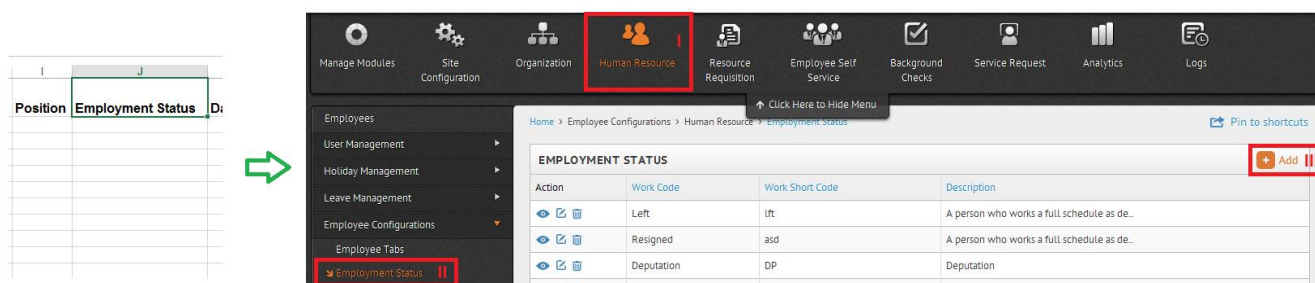 I J
Position Employment Status Da
Manage Modules
Site
Configuration
Organization
Human Resource
I
Resource
Requisition
Employee Self
Service
Background
Checks
Service Request
Analytics
Logs
Click Here to Hide Menu
Employees
User Management
Holiday Management
Leave Management
Employee Configurations
Employee Tabs
Employment Status II
Home > Employee Configurations > Human Resource > Employment Status
Pin to shortcuts
EMPLOYMENT STATUS
+ Add II
Action Work Code Work Short Code Description
Left lft A person who works a full schedule as de..
Resigned asd A person who works a full schedule as de..
Deputation DP Deputation